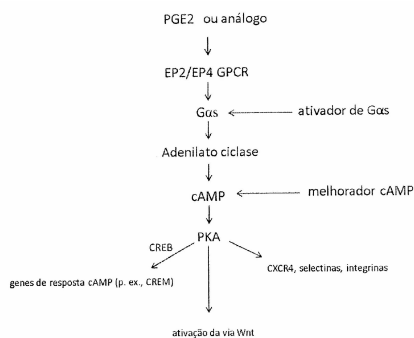 PGE2 ou análogo
EP2/EP4 GPCR
Gαs
ativador de Gαs
Adenilato ciclase
cAMP
melhorador cAMP
PKA
CREB
CXCR4, selectinas, integrinas
genes de resposta cAMP (p. ex., CREM)
ativação da via Wnt